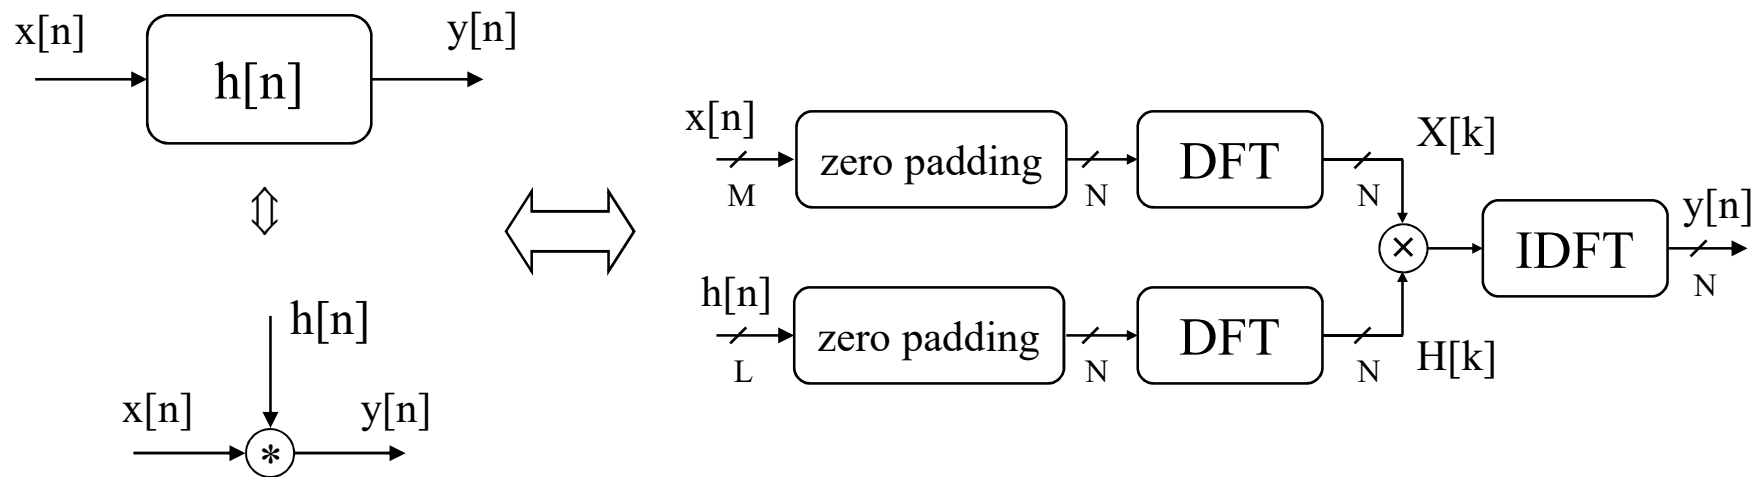 x[n]
h[n]
y[n]
h[n]
x[n]
*
y[n]
x[n]
M
zero padding
N
DFT
N
X[k]
h[n]
L
zero padding
N
DFT
N
H[k]
×
IDFT
y[n]
N